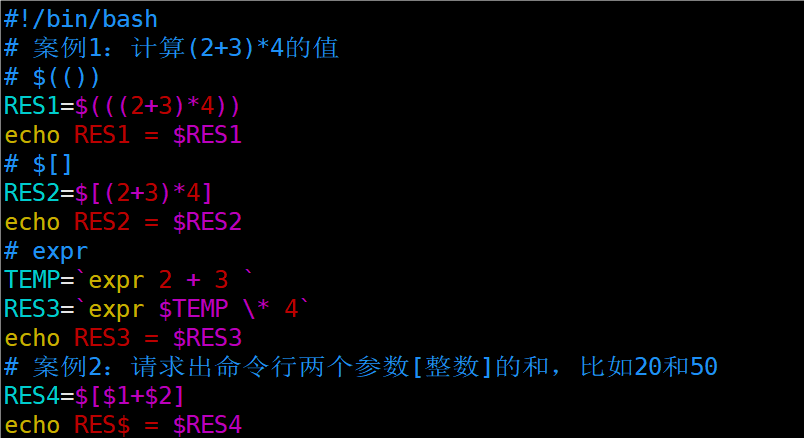 #!/bin/bash
# 案例1：计算(2+3)*4的值
# $(())
RES1=$(((2+3)*4))
echo RES1 = $RES1
# $[]
RES2=$[(2+3)*4]
echo RES2 = $RES2
# expr
TEMP=`expr 2 + 3 `
RES3=`expr $TEMP \* 4`
echo RES3 = $RES3
# 案例2：请求出命令行两个参数[整数]的和，比如20和50
RES4=$[$1+$2]
echo RES$ = $RES4